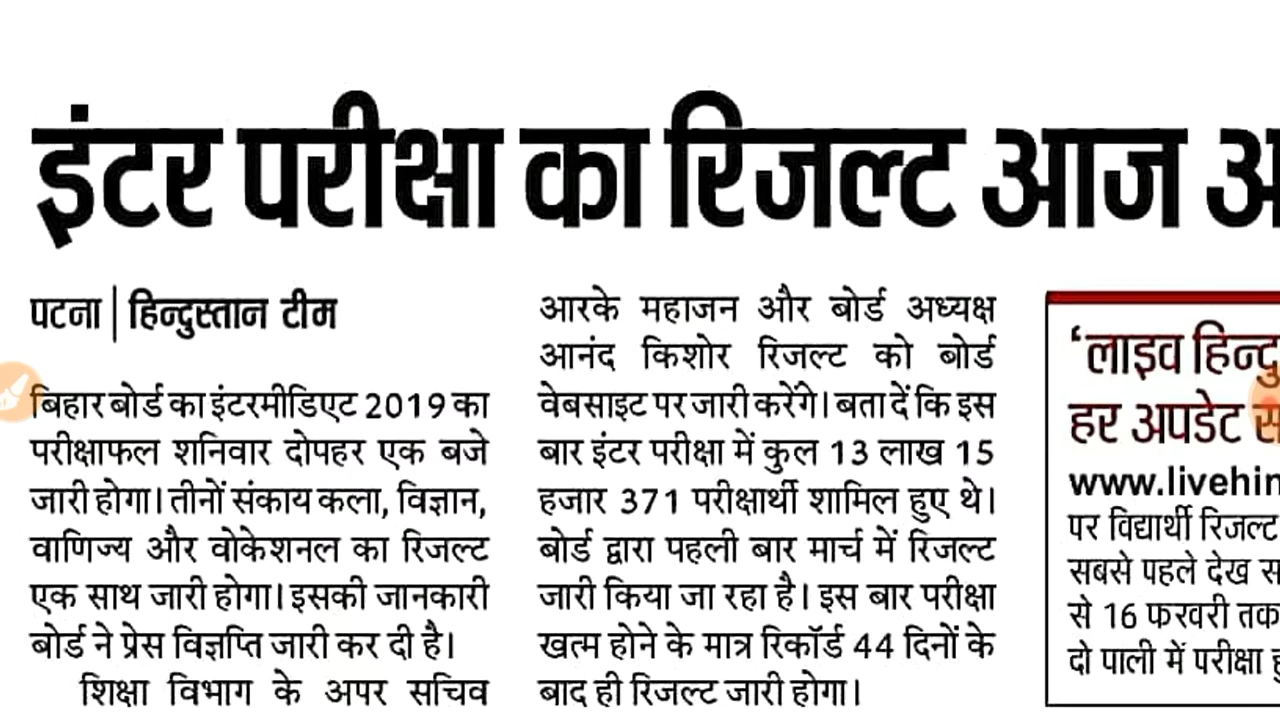 इंटर परीक्षा का रिजल्ट आज
पटना | हिन्दुस्तान टीम
बिहार बोर्ड का इंटरमीडिएट 2019 का
परीक्षाफल शनिवार दोपहर एक बजे
जारी होगा। तीनों संकाय कला, विज्ञान,
वाणिज्य और वोकेशनल का रिजल्ट
एक साथ जारी होगा। इसकी जानकारी
बोर्ड ने प्रेस विज्ञप्ति जारी कर दी है।
शिक्षा विभाग के अपर सचिव
आरके महाजन और बोर्ड अध्यक्ष
आनंद किशोर रिजल्ट को बोर्ड
वेबसाइट पर जारी करेंगे। बता दें कि इस
बार इंटर परीक्षा में कुल 13 लाख 15
हजार 371 परीक्षार्थी शामिल हुए थे।
बोर्ड द्वारा पहली बार मार्च में रिजल्ट
जारी किया जा रहा है। इस बार परीक्षा
खत्म होने के मात्र रिकॉर्ड 44 दिनों के
बाद ही रिजल्ट जारी होगा।
‘लाइव हिन्दु
हर अपडेट
www.livehin
पर विद्यार्थी रिजल्ट
सबसे पहले देख
से 16 फरवरी तक
दो पाली में परीक्षा